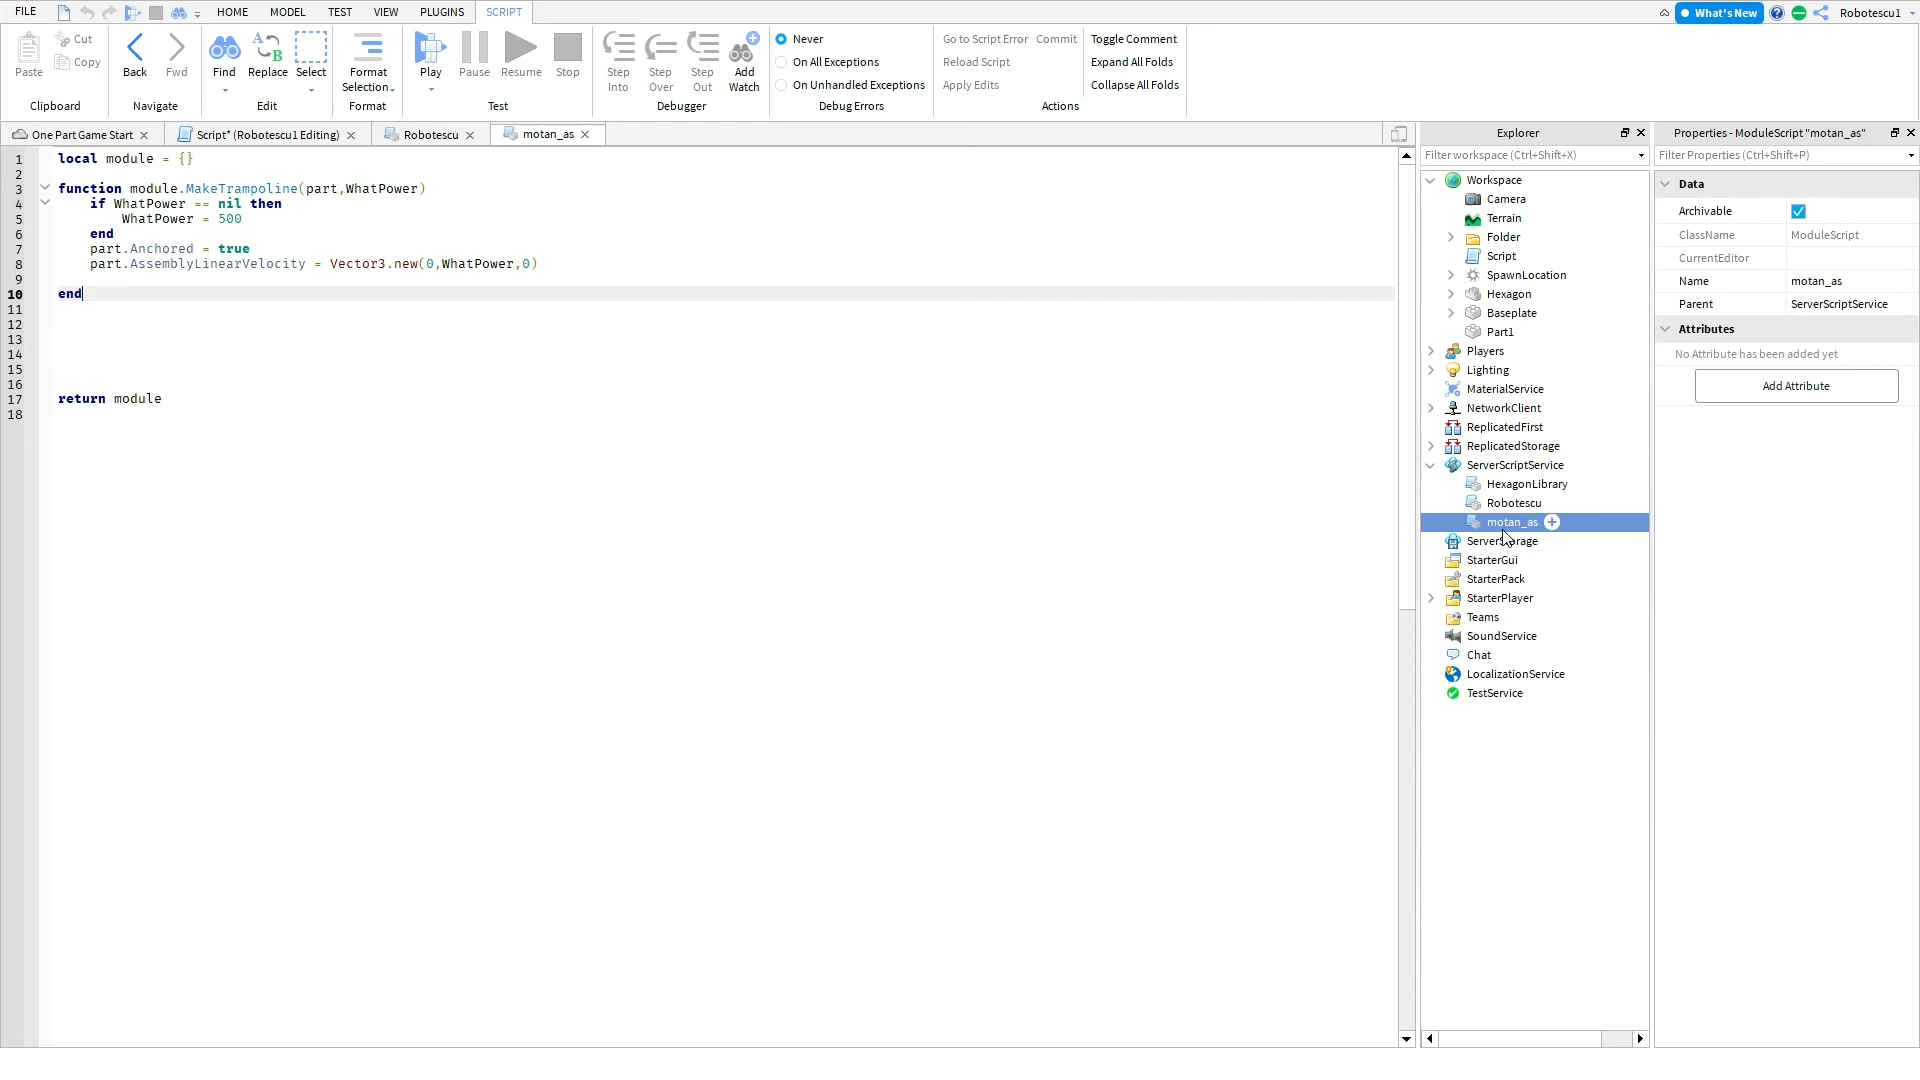 FILE
HOME
MODEL
TEST
VIEW
PLUGINS
SCRIPT
What's New
Robotescu1
Paste
Cut
Copy
Clipboard
Back
Fwd
Navigate
Find
Replace
Select
Edit
Format
Selection
Format
Play
Pause
Resume
Stop
Test
Step
Into
Step
Over
Step
Out
Add
Watch
Debugger
Never
On All Exceptions
On Unhandled Exceptions
Debug Errors
Go to Script Error
Commit
Reload Script
Apply Edits
Toggle Comment
Expand All Folds
Collapse All Folds
Actions
One Part Game Start
Script* (Robotescu1 Editing)
Robotescu
motan_as
1 local module = {}
2
3 function module.MakeTrampoline(part,WhatPower)
4 if WhatPower == nil then
5 WhatPower = 500
6 end
7 part.Anchored = true
8 part.AssemblyLinearVelocity = Vector3.new(0,WhatPower,0)
9
10 end
11
12
13
14
15
16
17 return module
18
Explorer
Filter workspace (Ctrl+Shift+X)
Workspace
Camera
Terrain
Folder
Script
SpawnLocation
Hexagon
Baseplate
Part1
Players
Lighting
MaterialService
NetworkClient
ReplicatedFirst
ReplicatedStorage
ServerScriptService
HexagonLibrary
Robotescu
motan_as
ServerStorage
StarterGui
StarterPack
StarterPlayer
Teams
SoundService
Chat
LocalizationService
TestService
Properties - ModuleScript "motan_as"
Filter Properties (Ctrl+Shift+P)
Data
Archivable
ClassName ModuleScript
CurrentEditor
Name motan_as
Parent ServerScriptService
Attributes
No Attribute has been added yet
Add Attribute